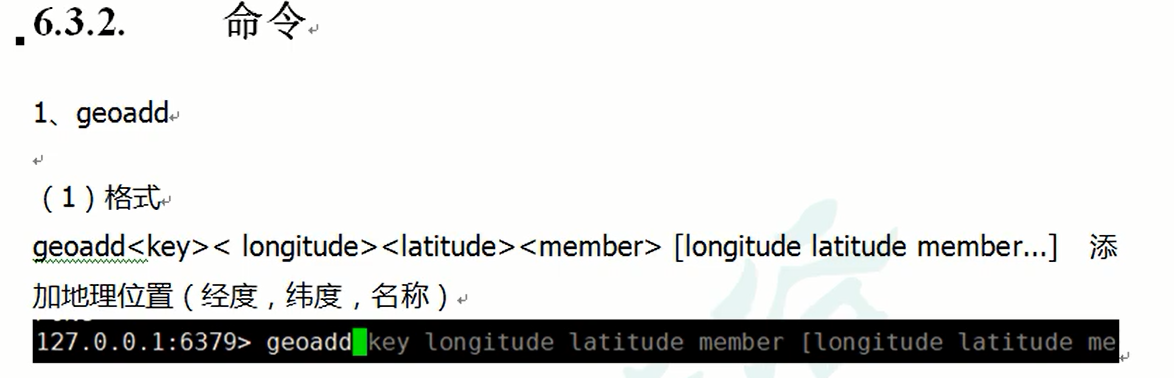 6.3.2. 命令
1、geoadd
（1）格式
geoadd<key>< longitude><latitude><member> [longitude latitude member...] 添
加地理位置（经度，纬度，名称）
127.0.0.1:6379> geoadd key longitude latitude member [longitude latitude me